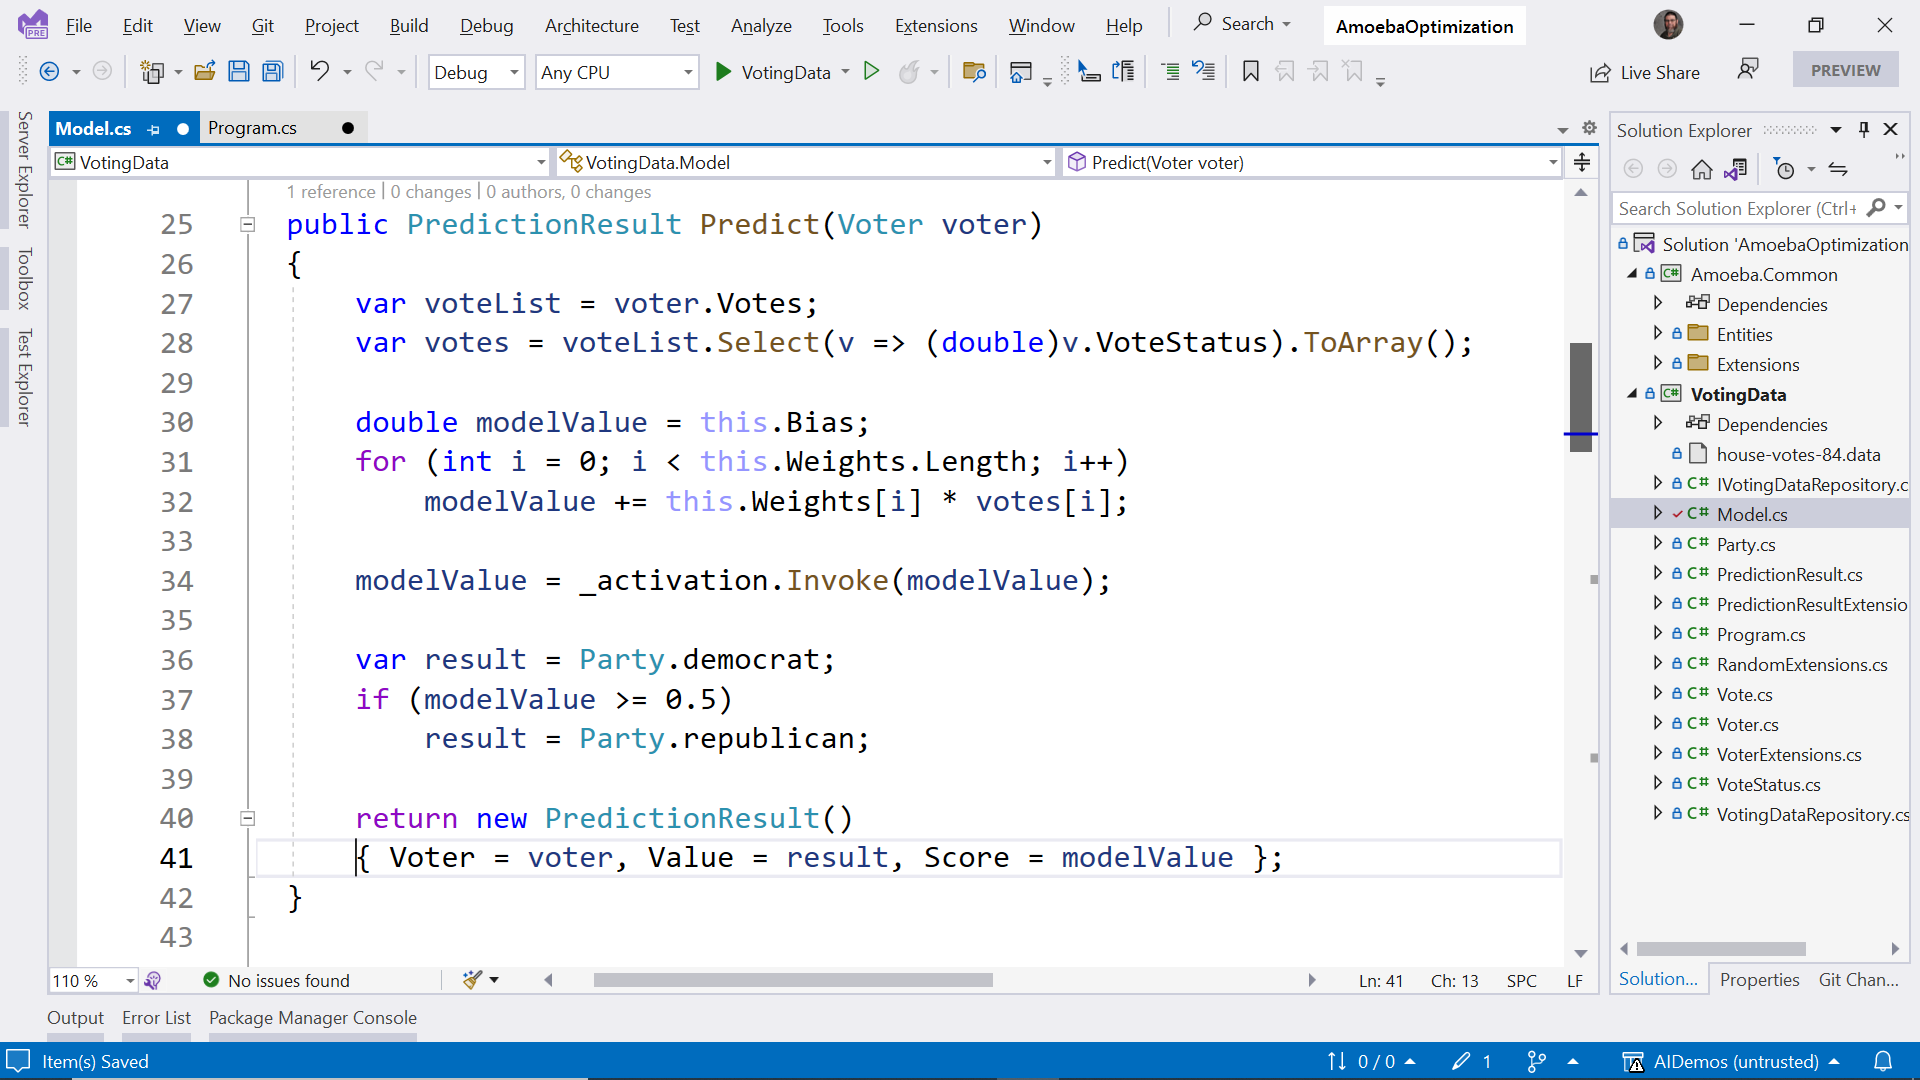 PRE
File Edit View Git Project Build Debug Architecture Test Analyze Tools Extensions Window Help Search AmoebaOptimization
Debug Any CPU VotingData Live Share PREVIEW
Server Explorer
Toolbox
Test Explorer
Model.cs Program.cs
C# VotingData VotingData.Model Predict(Voter voter)
1 reference | 0 changes | 0 authors, 0 changes
25 public PredictionResult Predict(Voter voter)
26 {
27 var voteList = voter.Votes;
28 var votes = voteList.Select(v => (double)v.VoteStatus).ToArray();
29
30 double modelValue = this.Bias;
31 for (int i = 0; i < this.Weights.Length; i++)
32 modelValue += this.Weights[i] * votes[i];
33
34 modelValue = _activation.Invoke(modelValue);
35
36 var result = Party.democrat;
37 if (modelValue >= 0.5)
38 result = Party.republican;
39
40 return new PredictionResult()
41 { Voter = voter, Value = result, Score = modelValue };
42 }
43
110 % No issues found Ln: 41 Ch: 13 SPC LF
Solution Explorer
Search Solution Explorer (Ctrl+
Solution 'AmoebaOptimization
C# Amoeba.Common
Dependencies
Entities
Extensions
C# VotingData
Dependencies
house-votes-84.data
C# IVotingDataRepository.c
C# Model.cs
C# Party.cs
C# PredictionResult.cs
C# PredictionResultExtensio
C# Program.cs
C# RandomExtensions.cs
C# Vote.cs
C# Voter.cs
C# VoterExtensions.cs
C# VoteStatus.cs
C# VotingDataRepository.cs
Solution... Properties Git Chan...
Output Error List Package Manager Console
Item(s) Saved 0 / 0 1 AIDemos (untrusted)